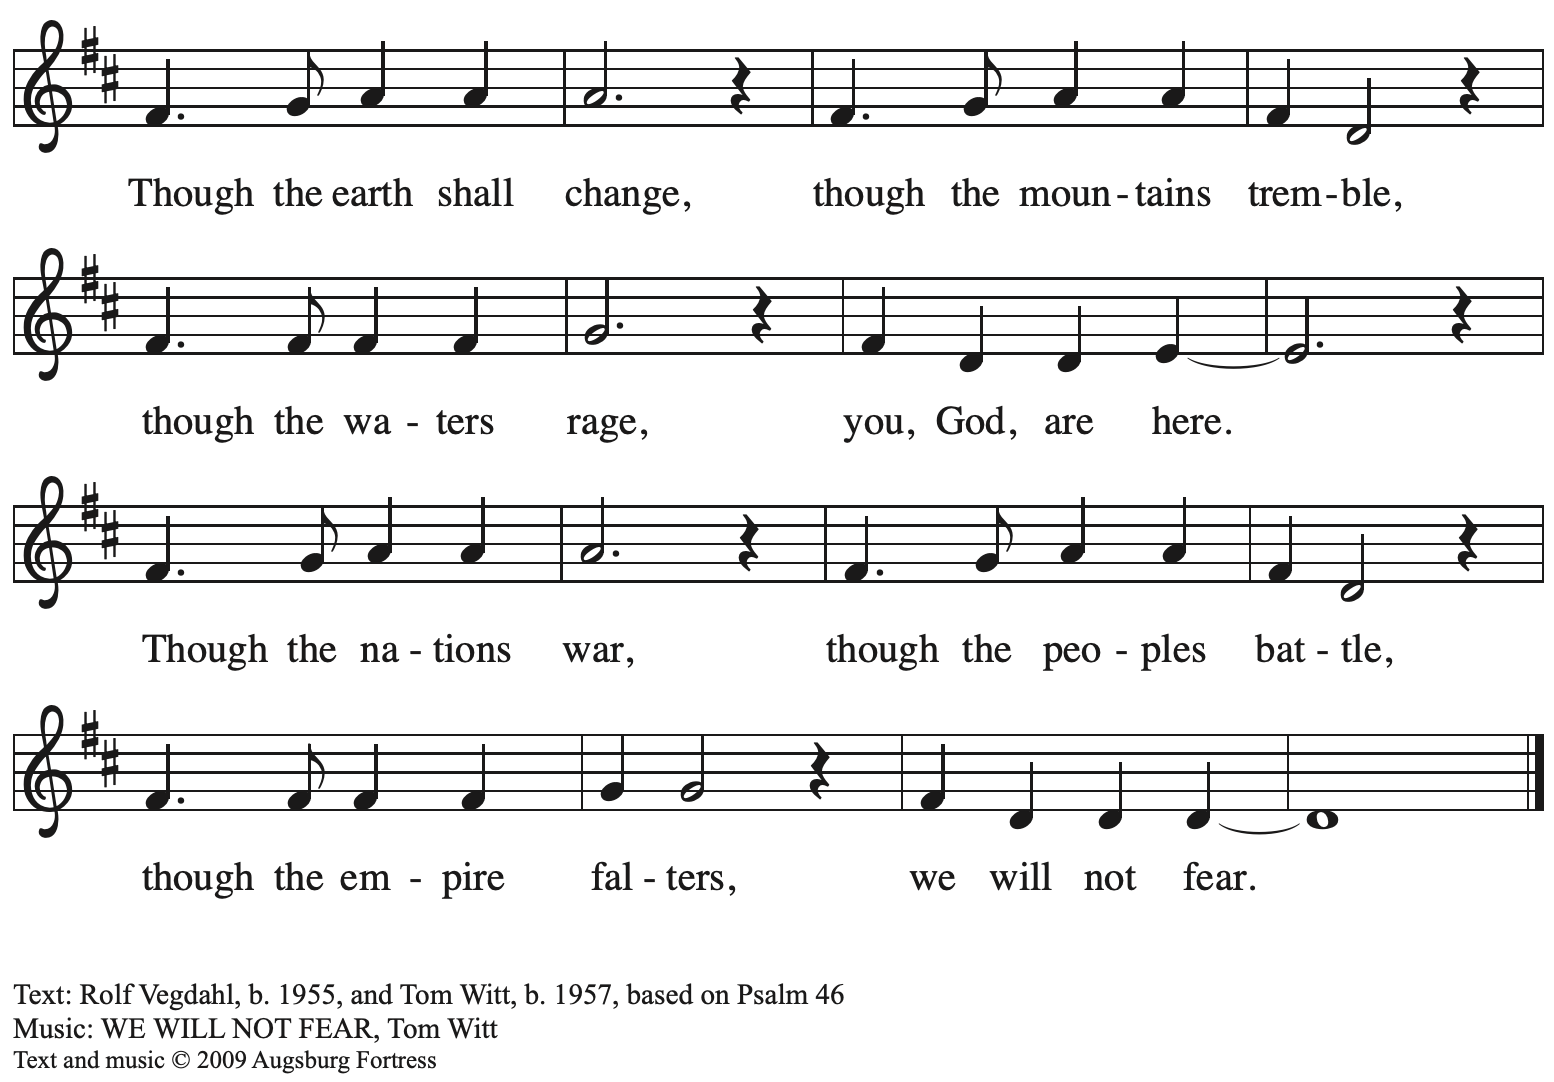 Though the earth shall change, though the moun - tains trem - ble,
though the wa - ters rage, you, God, are here.
Though the na - tions war, though the peo - ples bat - tle,
though the em - pire fal - ters, we will not fear.
Text: Rolf Vegdahl, b. 1955, and Tom Witt, b. 1957, based on Psalm 46
Music: WE WILL NOT FEAR, Tom Witt
Text and music © 2009 Augsburg Fortress